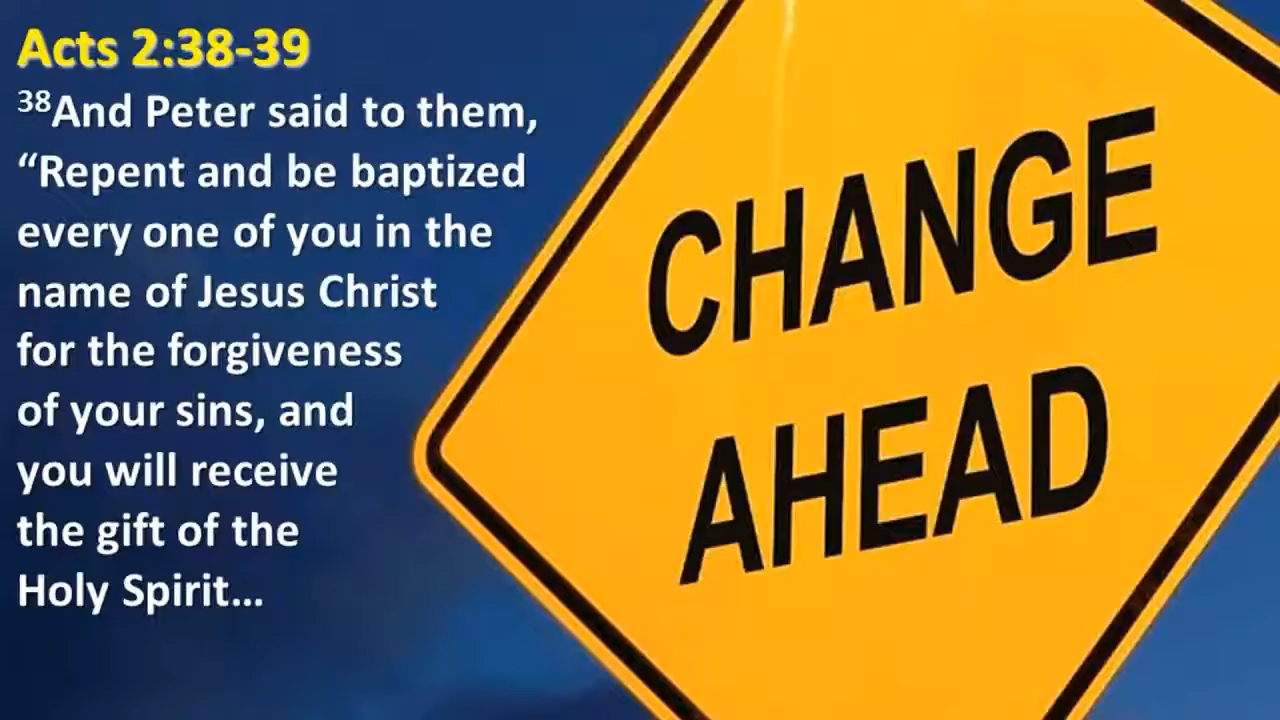 Acts 2:38-39
³⁸And Peter said to them,
“Repent and be baptized
every one of you in the
name of Jesus Christ
for the forgiveness
of your sins, and
you will receive
the gift of the
Holy Spirit…
CHANGE
AHEAD